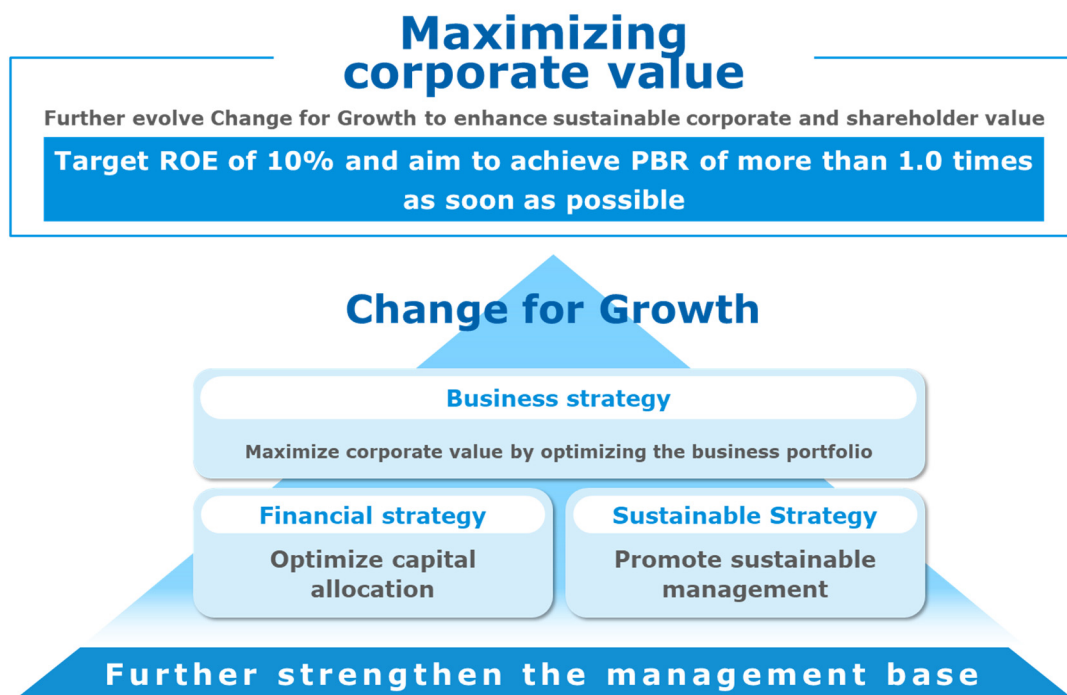 Maximizing
corporate value
Further evolve Change for Growth to enhance sustainable corporate and shareholder value
Target ROE of 10% and aim to achieve PBR of more than 1.0 times
as soon as possible
Change for Growth
Business strategy
Maximize corporate value by optimizing the business portfolio
Financial strategy
Optimize capital
allocation
Sustainable Strategy
Promote sustainable
management
Further strengthen the management base